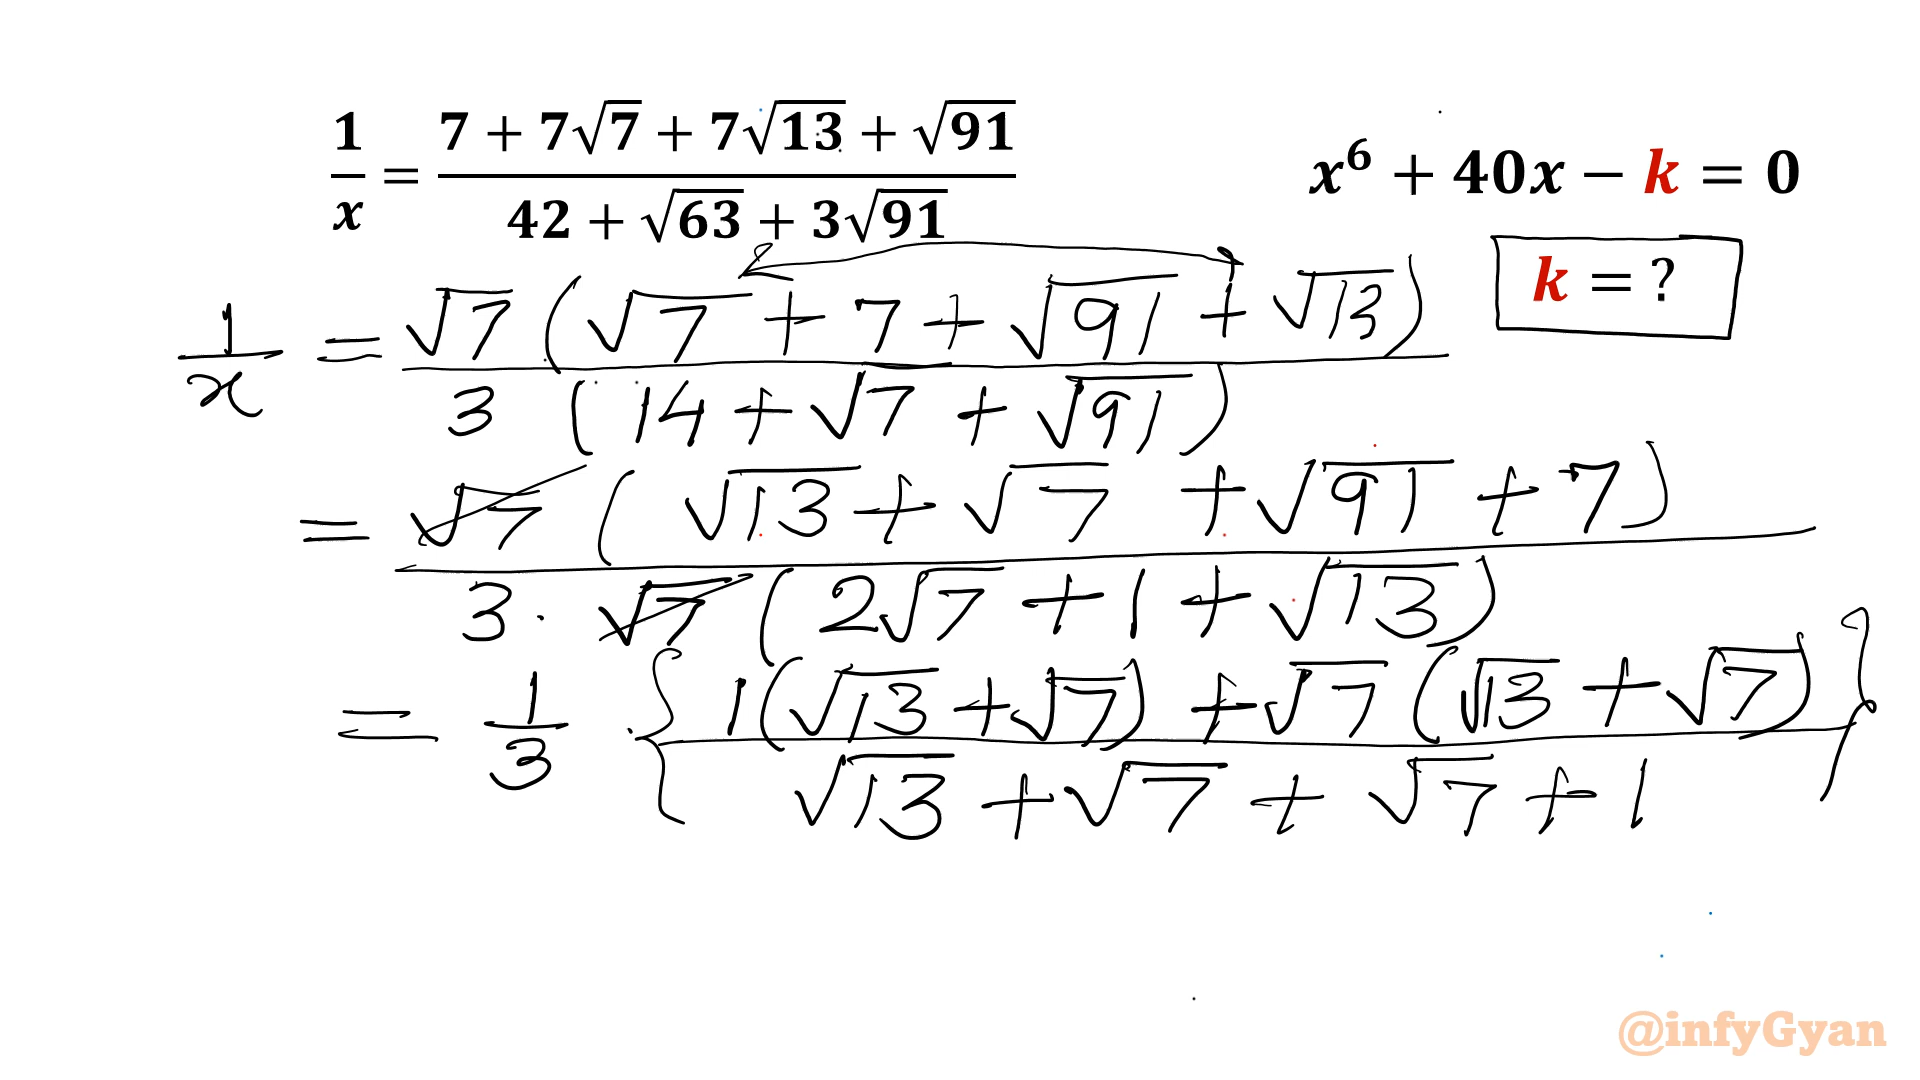 1/x = (7 + 7√7 + 7√13 + √91)/(42 + √63 + 3√91)
x⁶ + 40x − k = 0
k = ?
1/x = √7(√7 + 7 + √91 + √13)/3(14 + √7 + √91)
= √7(√13 + √7 + √91 + 7)/3·√7(2√7 + 1 + √13)
= 1/3 · {1(√13 + √7) + √7(√13 + √7)/√13 + √7 + √7 + 1}
@infyGyan